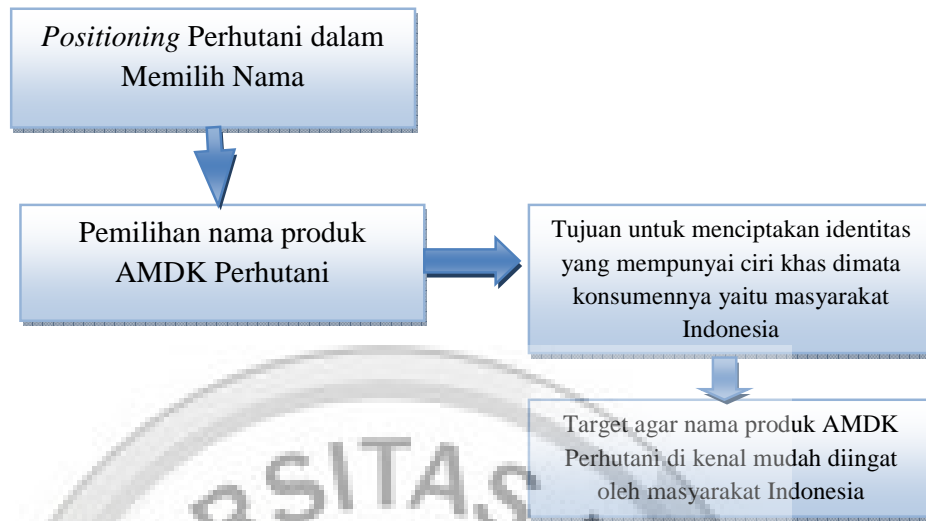 Positioning Perhutani dalam
Memilih Nama
Pemilihan nama produk
AMDK Perhutani
Tujuan untuk menciptakan identitas
yang mempunyai ciri khas dimata
konsumennya yaitu masyarakat
Indonesia
Target agar nama produk AMDK
Perhutani di kenal mudah diingat
oleh masyarakat Indonesia
RSITAS